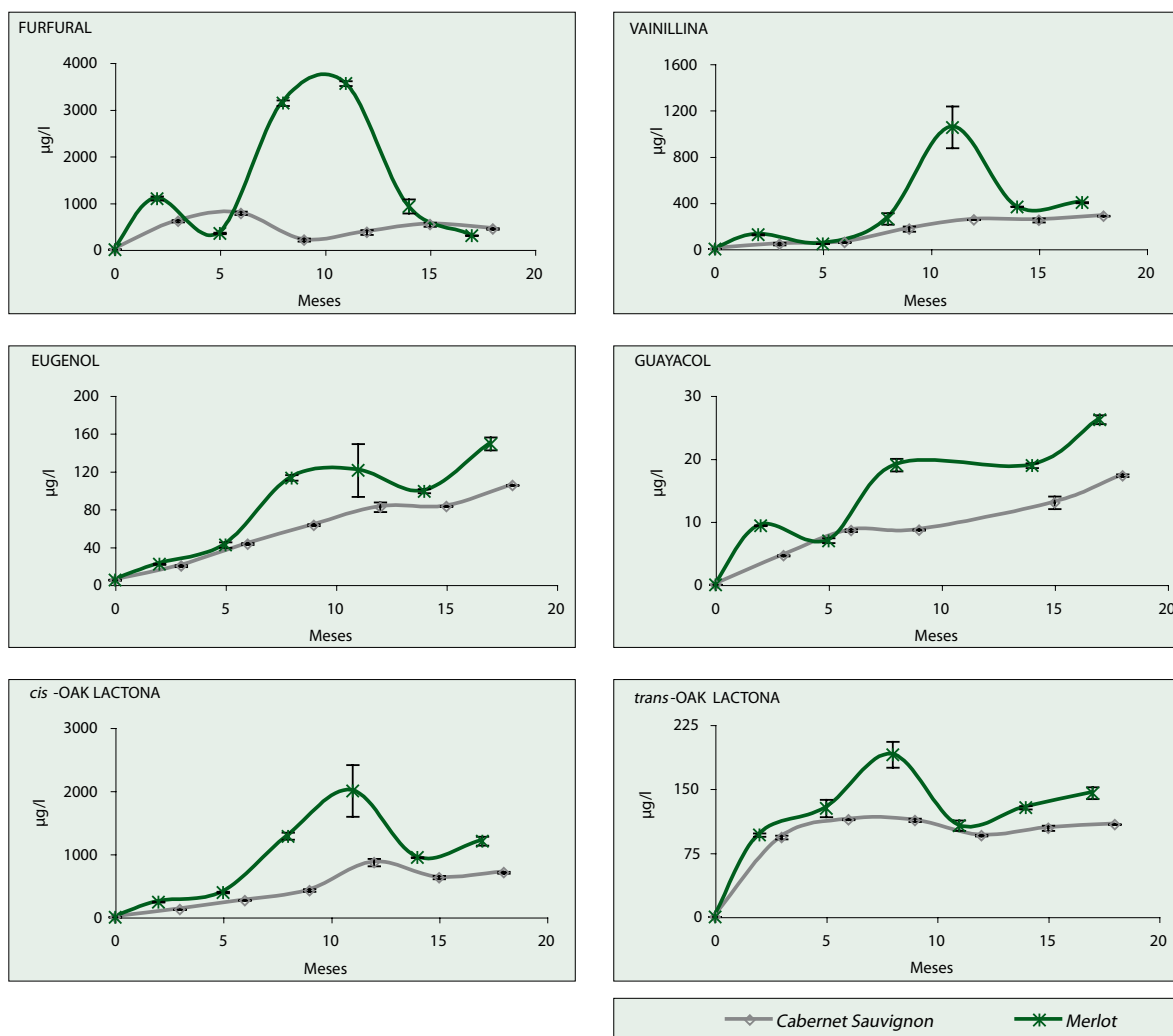 FURFURAL
4000
3000
2000
1000
0
µg/l
0 5 10 15 20
Meses
VAINILLINA
1600
1200
800
400
0
µg/l
0 5 10 15 20
Meses
EUGENOL
200
160
120
80
40
0
µg/l
0 5 10 15 20
Meses
GUAYACOL
30
20
10
0
µg/l
0 5 10 15 20
Meses
cis -OAK LACTONA
3000
2000
1000
0
µg/l
0 5 10 15 20
Meses
trans-OAK LACTONA
225
150
75
0
µg/l
0 5 10 15 20
Meses
Cabernet Sauvignon Merlot